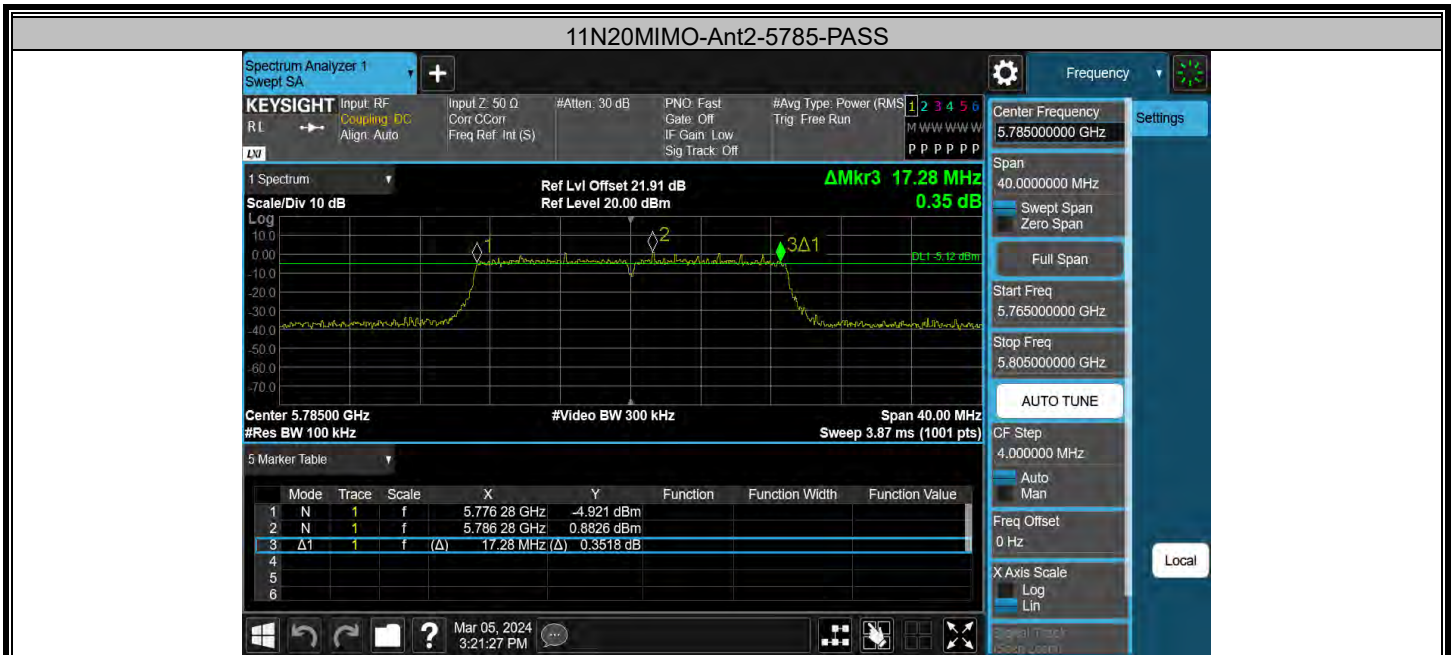 11N20MIMO-Ant2-5785-PASS
Spectrum Analyzer 1
Swept SA
+
Frequency
KEYSIGHT
RL
LXI
Input: RF
Coupling: DC
Align: Auto
Input Z: 50 Ω
Corr CCorr
Freq Ref: Int (S)
#Atten: 30 dB
PNO: Fast
Gate: Off
IF Gain: Low
Sig Track: Off
#Avg Type: Power (RMS
Trig: Free Run
1 2 3 4 5 6
M W W W W W
P P P P P P
Center Frequency
5.785000000 GHz
Settings
Span
40.0000000 MHz
Swept Span
Zero Span
Full Span
Start Freq
5.765000000 GHz
Stop Freq
5.805000000 GHz
AUTO TUNE
CF Step
4.000000 MHz
Auto
Man
Freq Offset
0 Hz
X Axis Scale
Log
Lin
Signal Track
(Span Zoom)
Local
1 Spectrum
Scale/Div 10 dB
Ref Lvl Offset 21.91 dB
Ref Level 20.00 dBm
ΔMkr3 17.28 MHz
0.35 dB
Log
10.0
0.00
-10.0
-20.0
-30.0
-40.0
-50.0
-60.0
-70.0
1
2
3Δ1
DL1 -5.12 dBm
Center 5.78500 GHz
#Video BW 300 kHz
Span 40.00 MHz
#Res BW 100 kHz
Sweep 3.87 ms (1001 pts)
5 Marker Table
Mode Trace Scale X Y Function Function Width Function Value
1 N 1 f 5.776 28 GHz -4.921 dBm
2 N 1 f 5.786 28 GHz 0.8826 dBm
3 Δ1 1 f (Δ) 17.28 MHz (Δ) 0.3518 dB
4
5
6
?
Mar 05, 2024
3:21:27 PM